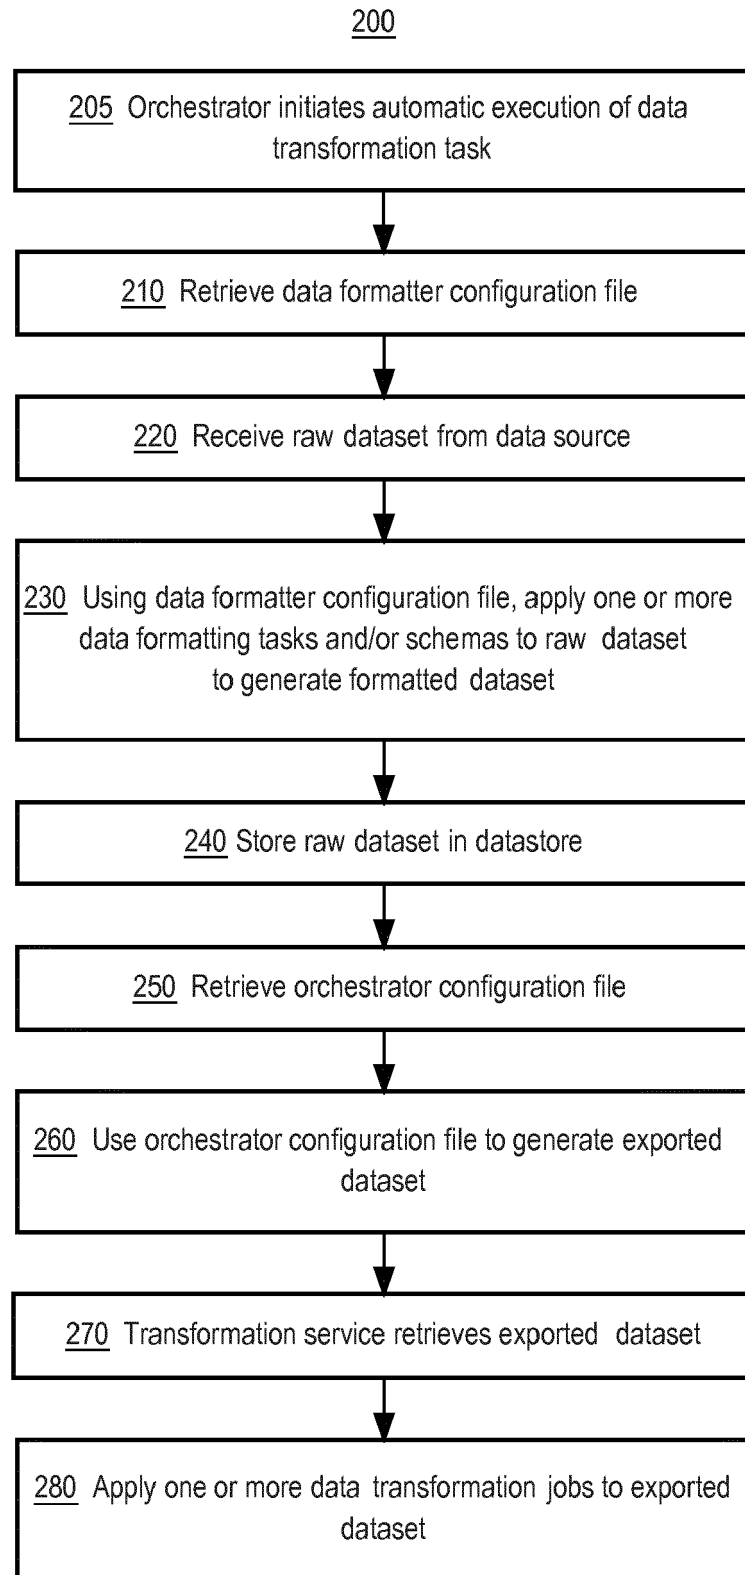 200
205 Orchestrator initiates automatic execution of data
transformation task
210 Retrieve data formatter configuration file
220 Receive raw dataset from data source
230 Using data formatter configuration file, apply one or more
data formatting tasks and/or schemas to raw dataset
to generate formatted dataset
240 Store raw dataset in datastore
250 Retrieve orchestrator configuration file
260 Use orchestrator configuration file to generate exported
dataset
270 Transformation service retrieves exported dataset
280 Apply one or more data transformation jobs to exported
dataset